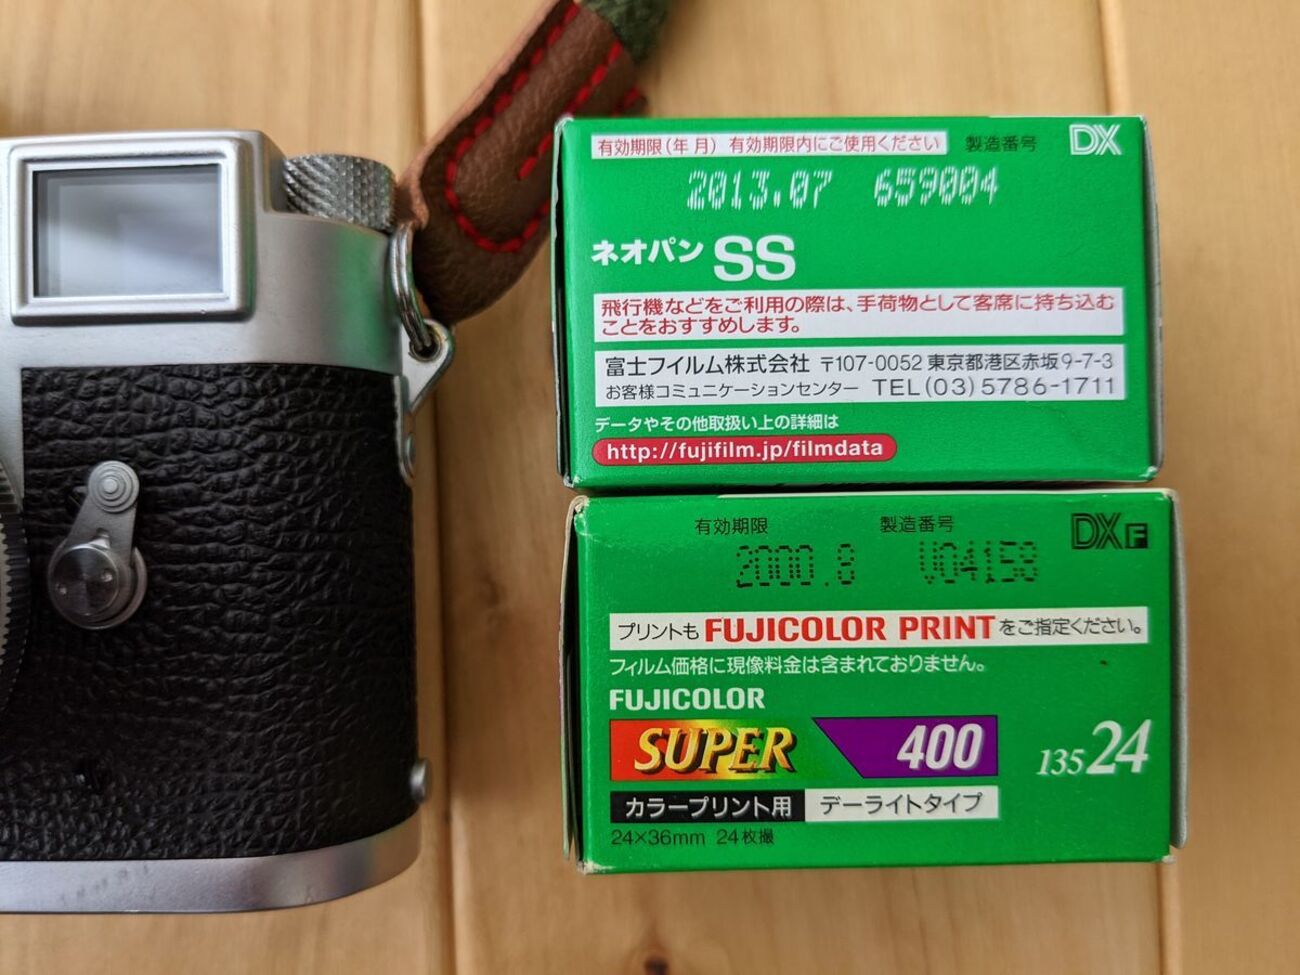 有効期限(年月) 有効期限内にご使用ください 製造番号 DX
2013.07 659004
ネオパン SS
飛行機などをご利用の際は、手荷物として客席に持ち込む
ことをおすすめします。
富士フイルム株式会社 〒107-0052 東京都港区赤坂9-7-3
お客様コミュニケーションセンター TEL(03)5786-1711
データやその他取扱い上の詳細は
http://fujifilm.jp/filmdata
有効期限 製造番号 DX F
2000.8 V04158
プリントも FUJICOLOR PRINT をご指定ください。
フィルム価格に現像料金は含まれておりません。
FUJICOLOR
SUPER 400 135 24
カラープリント用 デーライトタイプ
24×36mm 24枚撮